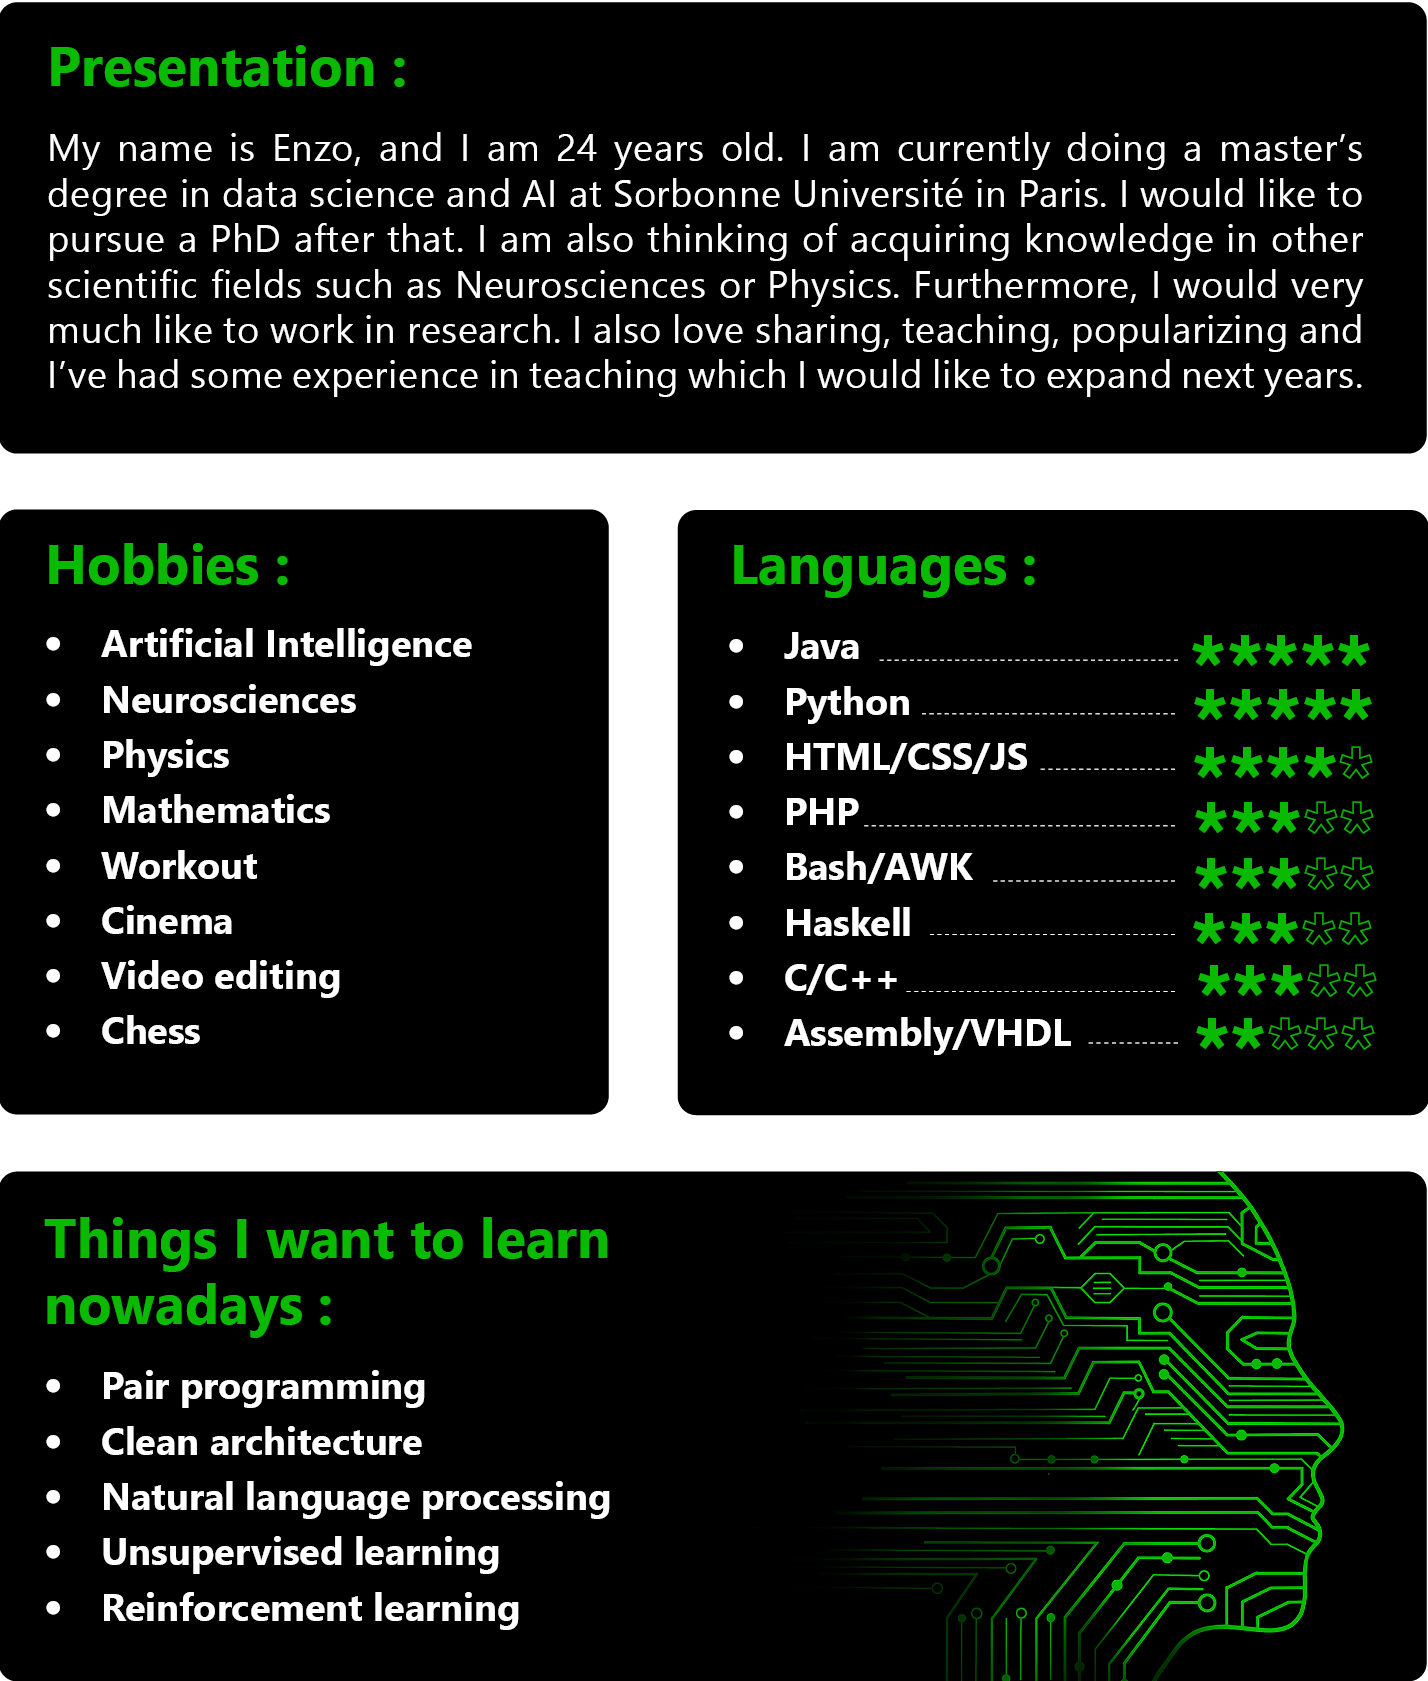 Presentation :
My name is Enzo, and I am 24 years old. I am currently doing a master’s
degree in data science and AI at Sorbonne Université in Paris. I would like to
pursue a PhD after that. I am also thinking of acquiring knowledge in other
scientific fields such as Neurosciences or Physics. Furthermore, I would very
much like to work in research. I also love sharing, teaching, popularizing and
I’ve had some experience in teaching which I would like to expand next years.
Hobbies :
• Artificial Intelligence
• Neurosciences
• Physics
• Mathematics
• Workout
• Cinema
• Video editing
• Chess
Languages :
• Java
• Python
• HTML/CSS/JS
• PHP
• Bash/AWK
• Haskell
• C/C++
• Assembly/VHDL
Things I want to learn
nowadays :
• Pair programming
• Clean architecture
• Natural language processing
• Unsupervised learning
• Reinforcement learning